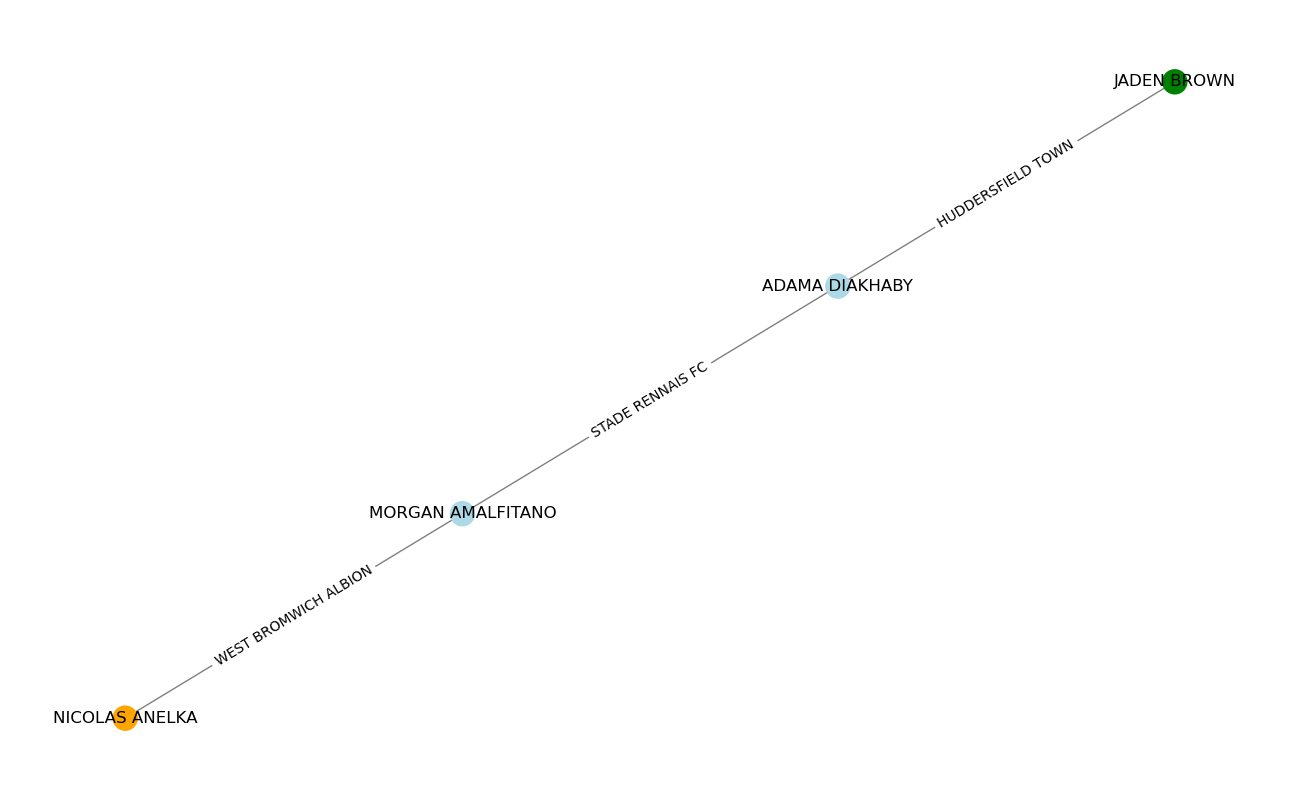 JADEN BROWN
HUDDERSFIELD TOWN
ADAMA DIAKHABY
STADE RENNAIS FC
MORGAN AMALFITANO
WEST BROMWICH ALBION
NICOLAS ANELKA